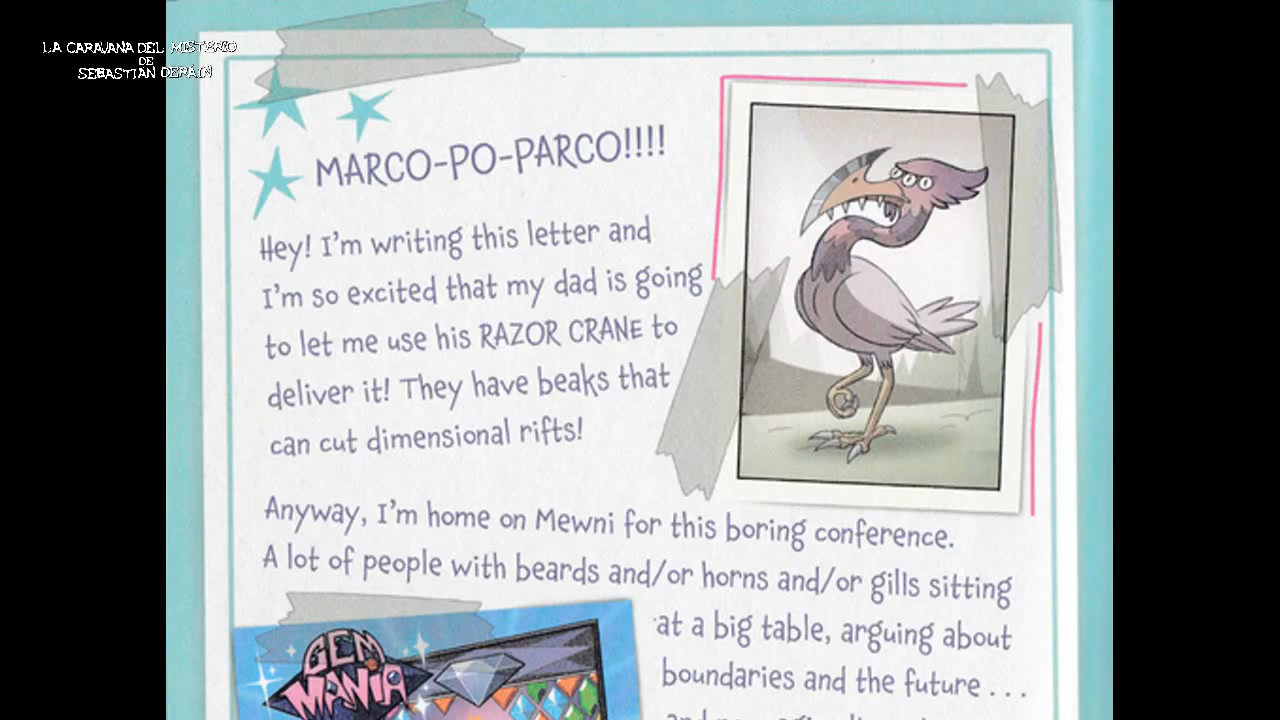 LA CARAVANA DEL MISTERIO
DE
SEBASTIAN DERAIN
MARCO-PO-PARCO!!!!
Hey! I'm writing this letter and
I'm so excited that my dad is going
to let me use his RAZOR CRANE to
deliver it! They have beaks that
can cut dimensional rifts!
Anyway, I'm home on Mewni for this boring conference.
A lot of people with beards and/or horns and/or gills sitting
at a big table, arguing about
boundaries and the future . . .
GEM
MANIA